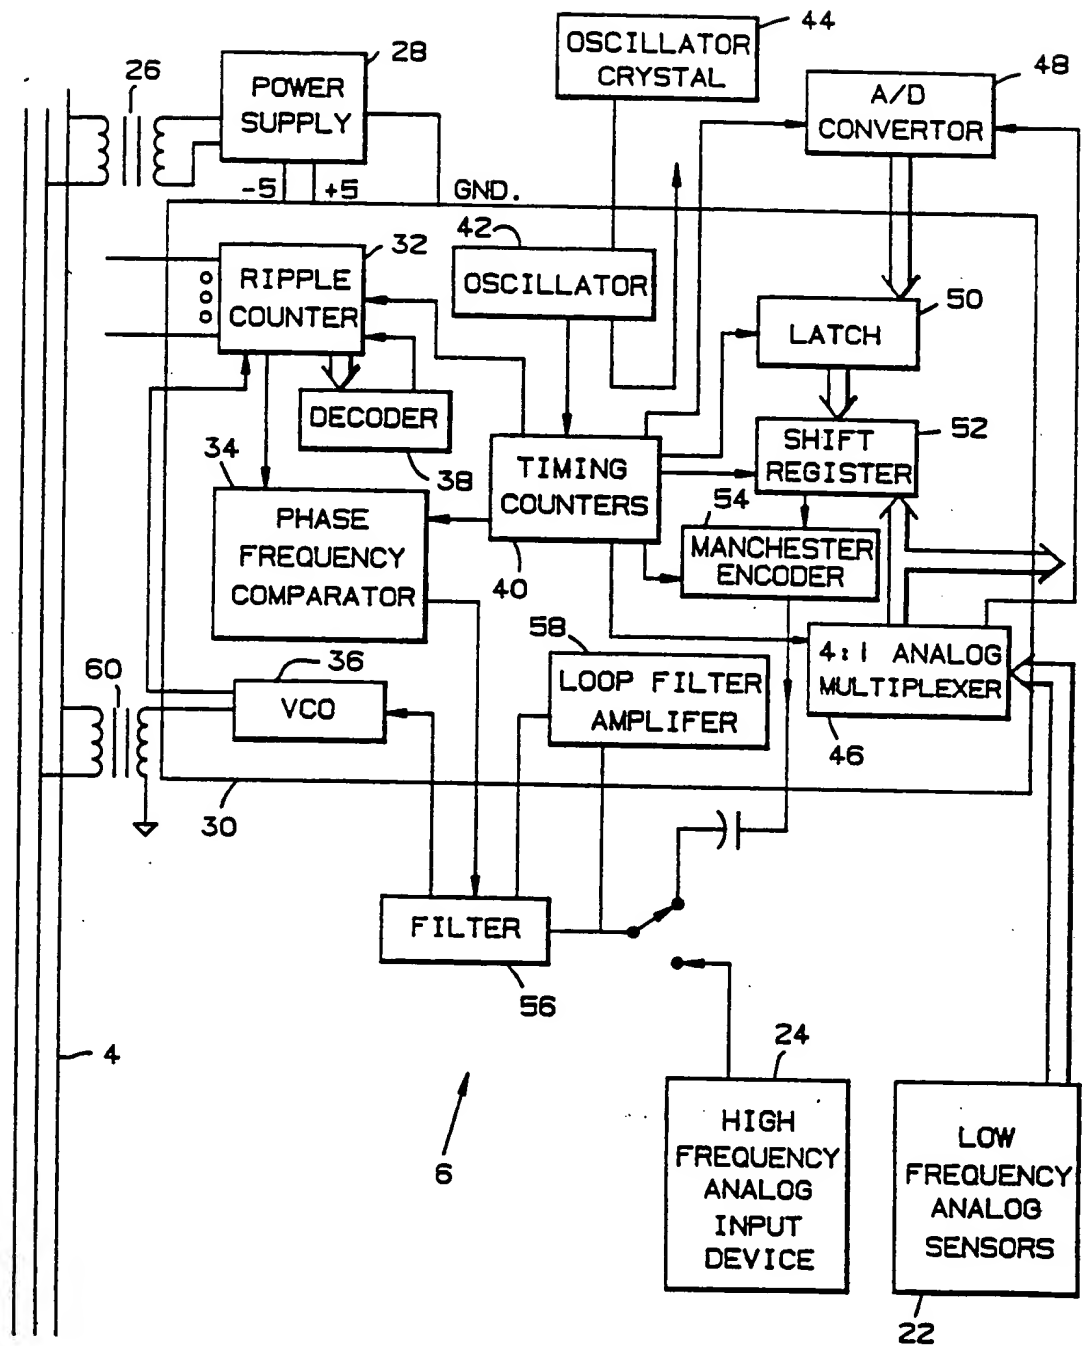 44
OSCILLATOR
CRYSTAL
28
26
POWER
SUPPLY
48
A/D
CONVERTOR
-5
+5
GND.
42
32
OSCILLATOR
RIPPLE
COUNTER
50
LATCH
DECODER
38
34
52
SHIFT
REGISTER
TIMING
COUNTERS
40
54
MANCHESTER
ENCODER
PHASE
FREQUENCY
COMPARATOR
58
LOOP FILTER
AMPLIFER
4:1 ANALOG
MULTIPLEXER
46
60
36
VCO
30
FILTER
56
4
6
24
HIGH
FREQUENCY
ANALOG
INPUT
DEVICE
LOW
FREQUENCY
ANALOG
SENSORS
22